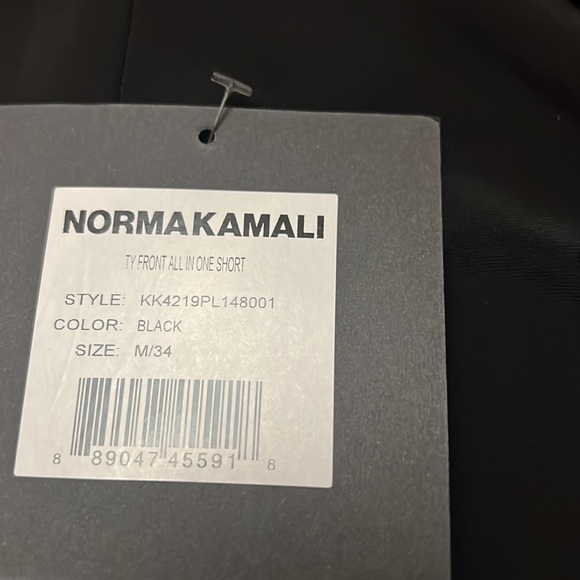 NORMAKAMALI
TY FRONT ALL IN ONE SHORT
STYLE: KK4219PL148001
COLOR: BLACK
SIZE: M/34
8 89047 45591 8